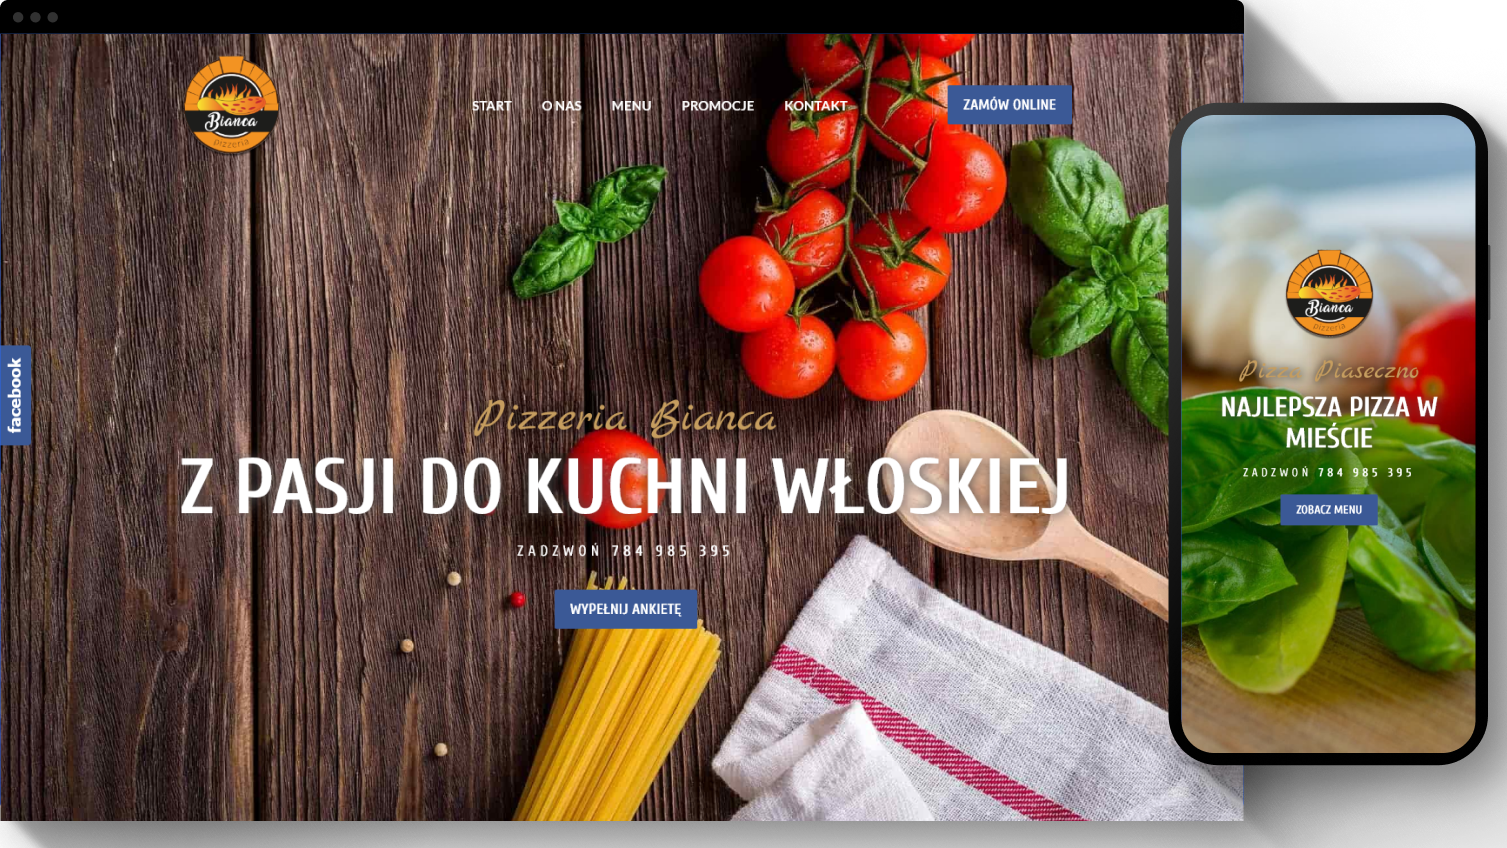 Bianca
pizzeria
START O NAS MENU PROMOCJE KONTAKT
ZAMÓW ONLINE
facebook
Pizzeria Bianca
Z PASJI DO KUCHNI WŁOSKIEJ
ZADZWOŃ 784 985 395
WYPEŁNIJ ANKIETĘ
Bianca
pizzeria
Pizza Piaseczno
NAJLEPSZA PIZZA W
MIEŚCIE
ZADZWOŃ 784 985 395
ZOBACZ MENU